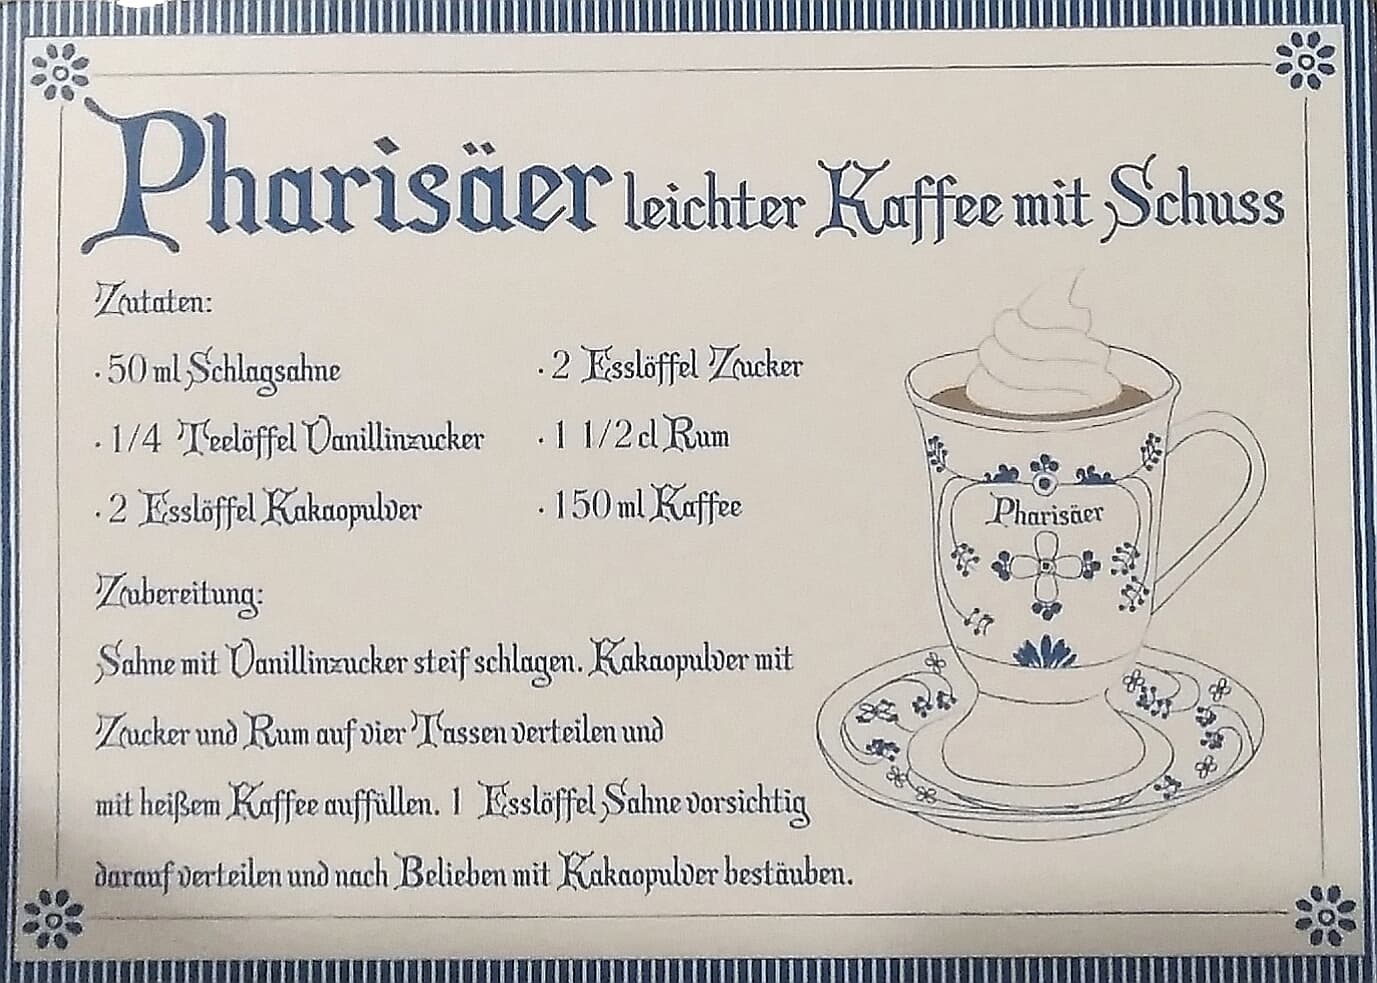 Pharisäer leichter Kaffee mit Schuss
Zutaten:
· 50 ml Schlagsahne
· 1/4 Teelöffel Vanillinzucker
· 2 Esslöffel Kakaopulver
· 2 Esslöffel Zucker
· 1 1/2 cl Rum
· 150 ml Kaffee
Zubereitung:
Sahne mit Vanillinzucker steif schlagen. Kakaopulver mit
Zucker und Rum auf vier Tassen verteilen und
mit heißem Kaffee auffüllen. 1 Esslöffel Sahne vorsichtig
darauf verteilen und nach Belieben mit Kakaopulver bestäuben.
Pharisäer